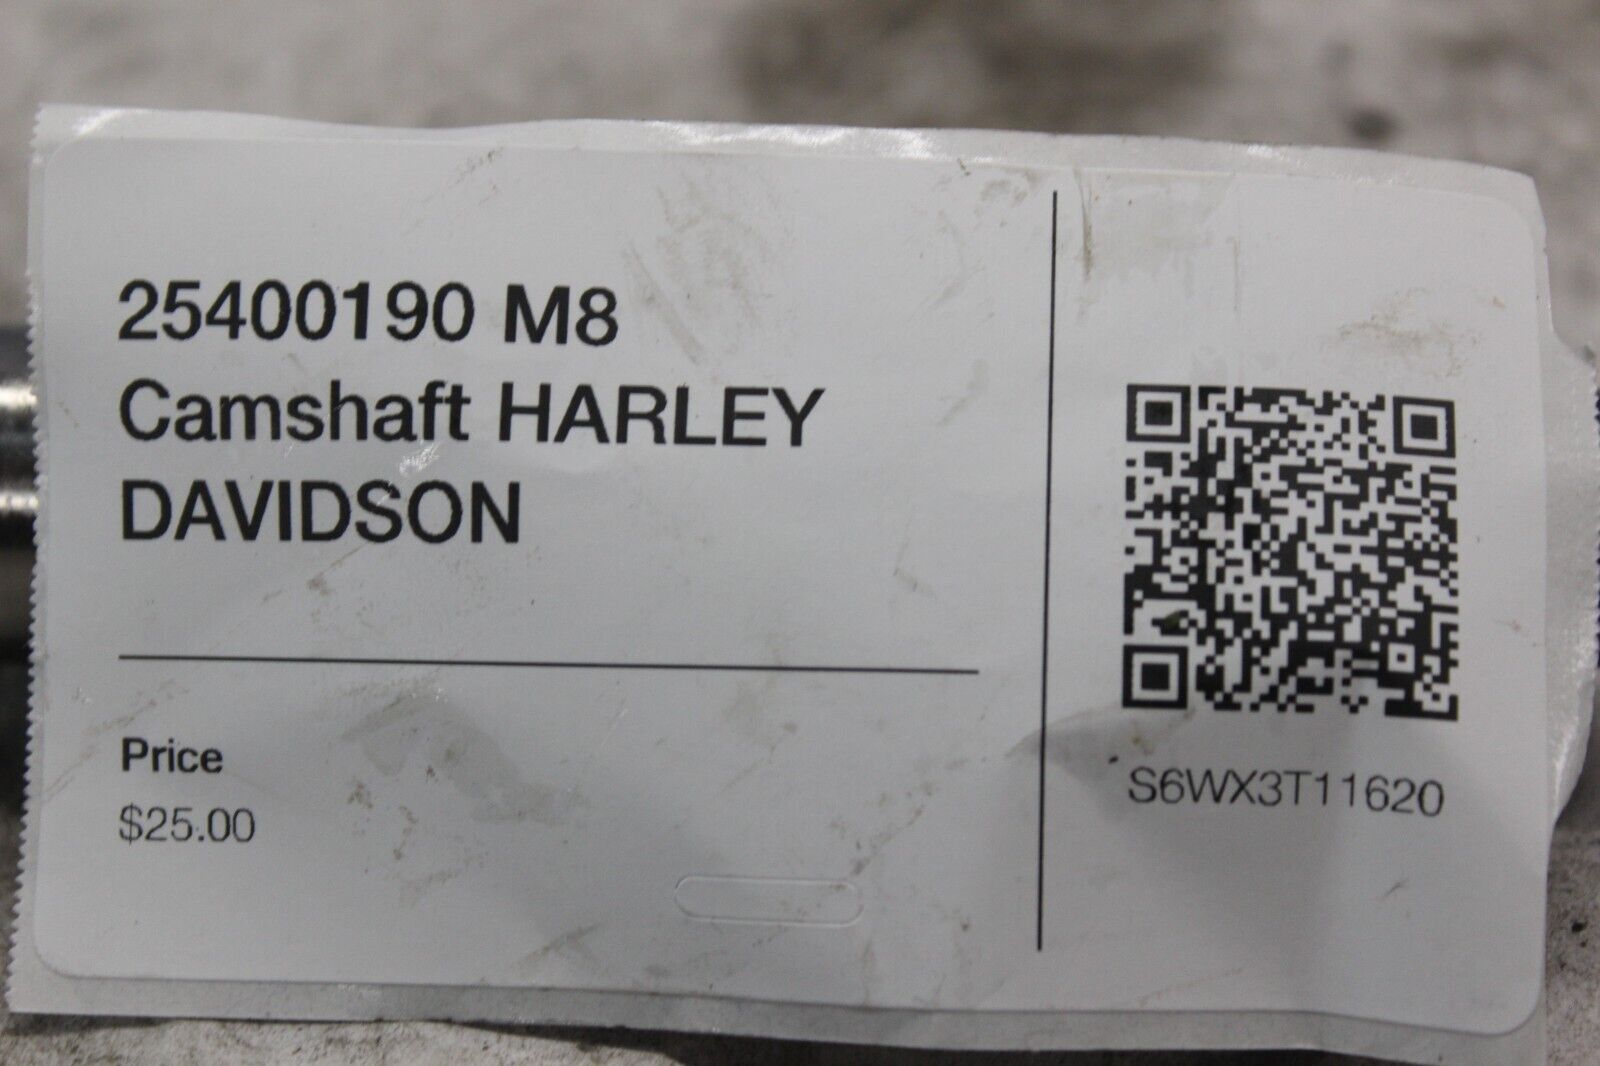 25400190 M8
Camshaft HARLEY
DAVIDSON
Price
$25.00
S6WX3T11620